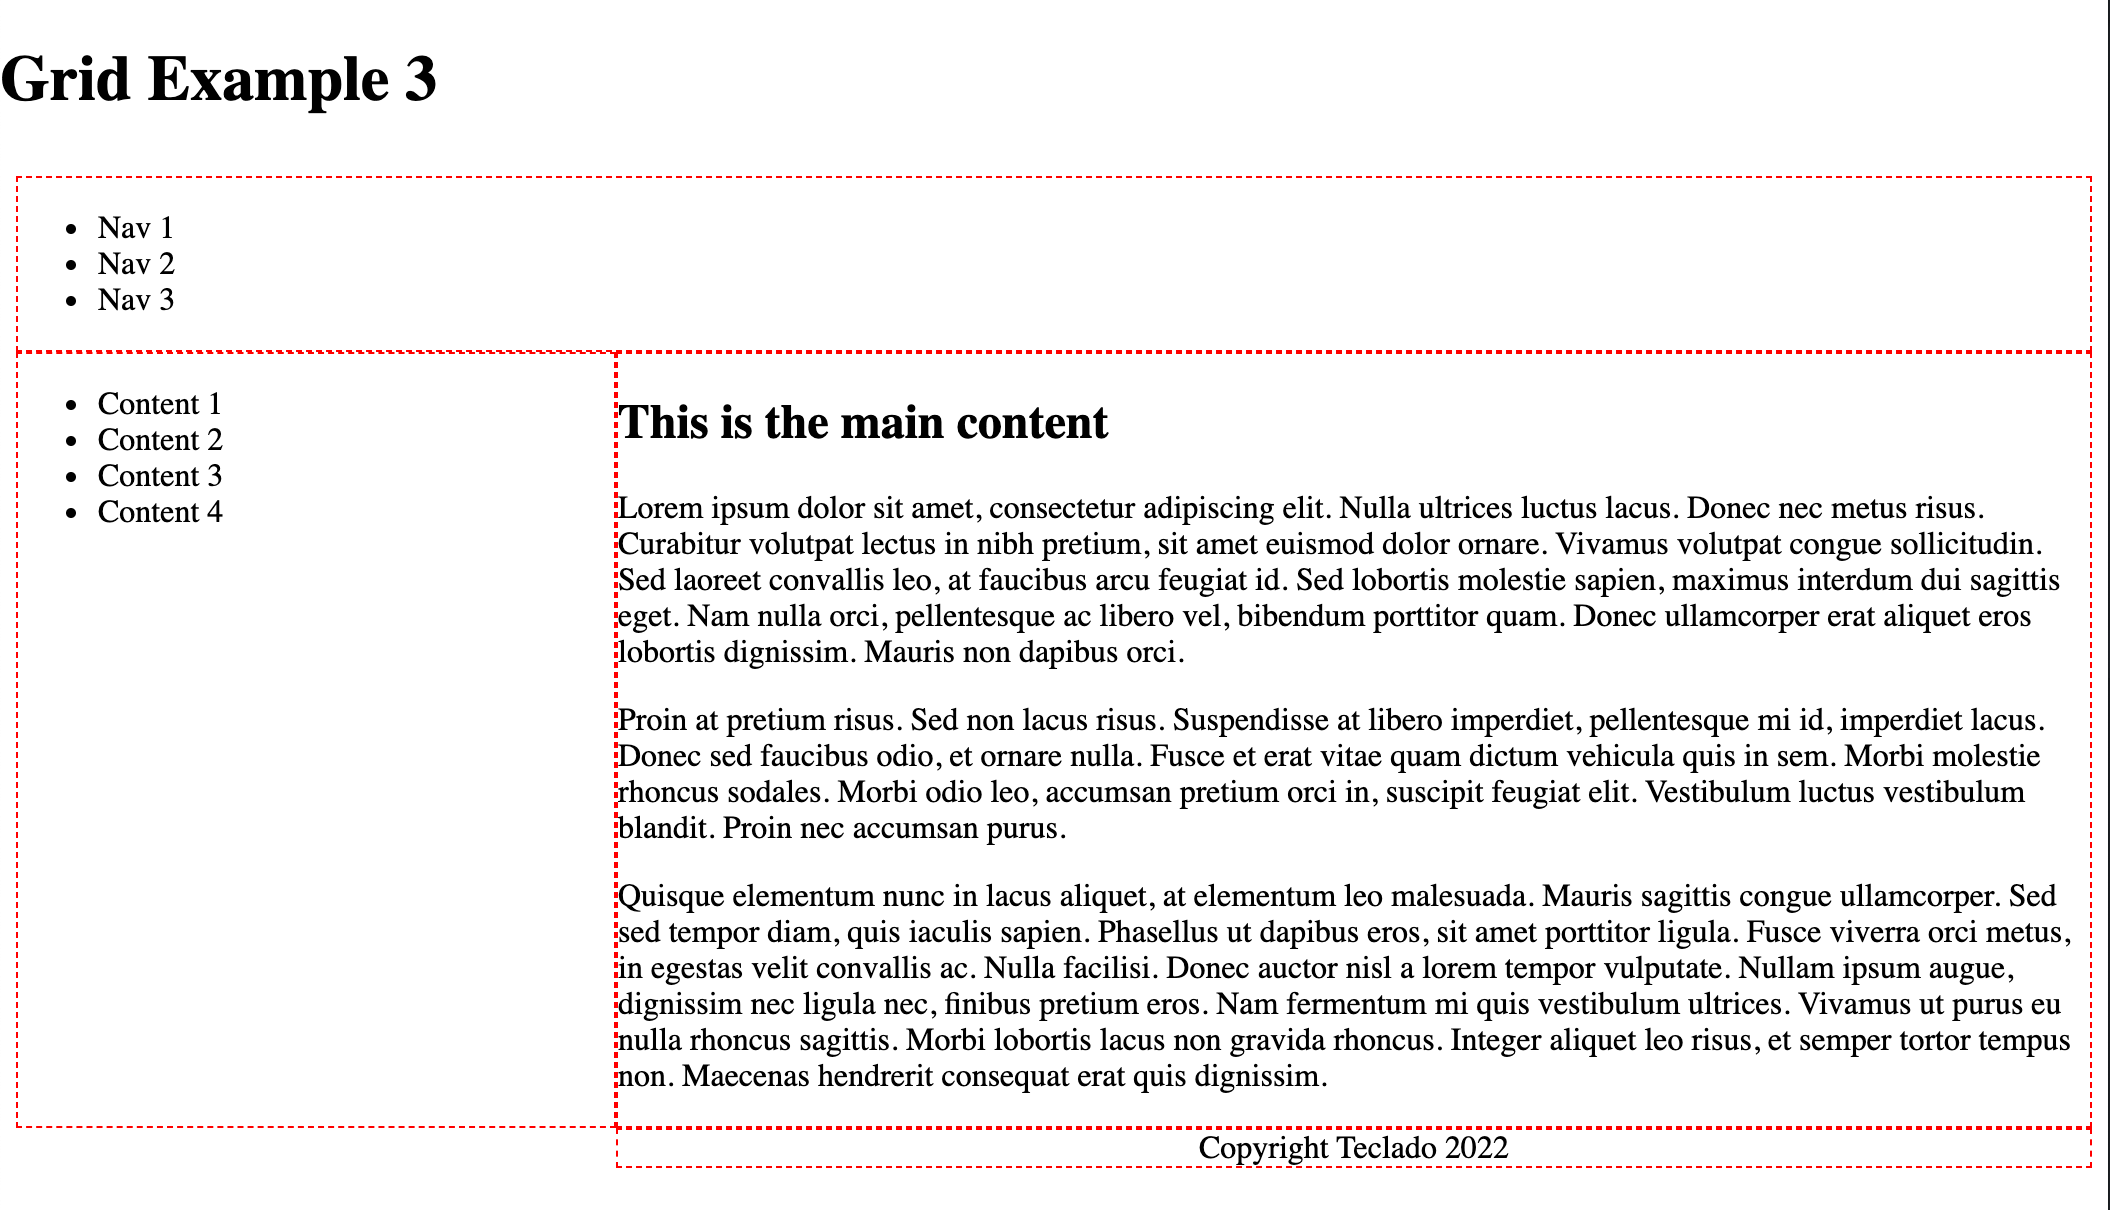 Grid Example 3
Nav 1
Nav 2
Nav 3
Content 1
Content 2
Content 3
Content 4
This is the main content
Lorem ipsum dolor sit amet, consectetur adipiscing elit. Nulla ultrices luctus lacus. Donec nec metus risus.
Curabitur volutpat lectus in nibh pretium, sit amet euismod dolor ornare. Vivamus volutpat congue sollicitudin.
Sed laoreet convallis leo, at faucibus arcu feugiat id. Sed lobortis molestie sapien, maximus interdum dui sagittis
eget. Nam nulla orci, pellentesque ac libero vel, bibendum porttitor quam. Donec ullamcorper erat aliquet eros
lobortis dignissim. Mauris non dapibus orci.
Proin at pretium risus. Sed non lacus risus. Suspendisse at libero imperdiet, pellentesque mi id, imperdiet lacus.
Donec sed faucibus odio, et ornare nulla. Fusce et erat vitae quam dictum vehicula quis in sem. Morbi molestie
rhoncus sodales. Morbi odio leo, accumsan pretium orci in, suscipit feugiat elit. Vestibulum luctus vestibulum
blandit. Proin nec accumsan purus.
Quisque elementum nunc in lacus aliquet, at elementum leo malesuada. Mauris sagittis congue ullamcorper. Sed
sed tempor diam, quis iaculis sapien. Phasellus ut dapibus eros, sit amet porttitor ligula. Fusce viverra orci metus,
in egestas velit convallis ac. Nulla facilisi. Donec auctor nisl a lorem tempor vulputate. Nullam ipsum augue,
dignissim nec ligula nec, finibus pretium eros. Nam fermentum mi quis vestibulum ultrices. Vivamus ut purus eu
nulla rhoncus sagittis. Morbi lobortis lacus non gravida rhoncus. Integer aliquet leo risus, et semper tortor tempus
non. Maecenas hendrerit consequat erat quis dignissim.
Copyright Teclado 2022